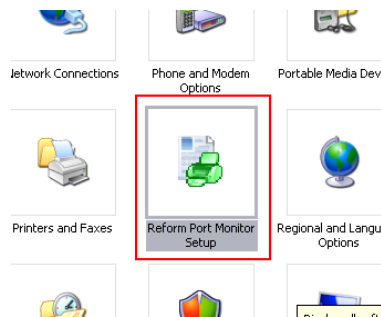 Network Connections
Phone and Modem
Options
Portable Media Dev
Printers and Faxes
Reform Port Monitor
Setup
Regional and Langu
Options